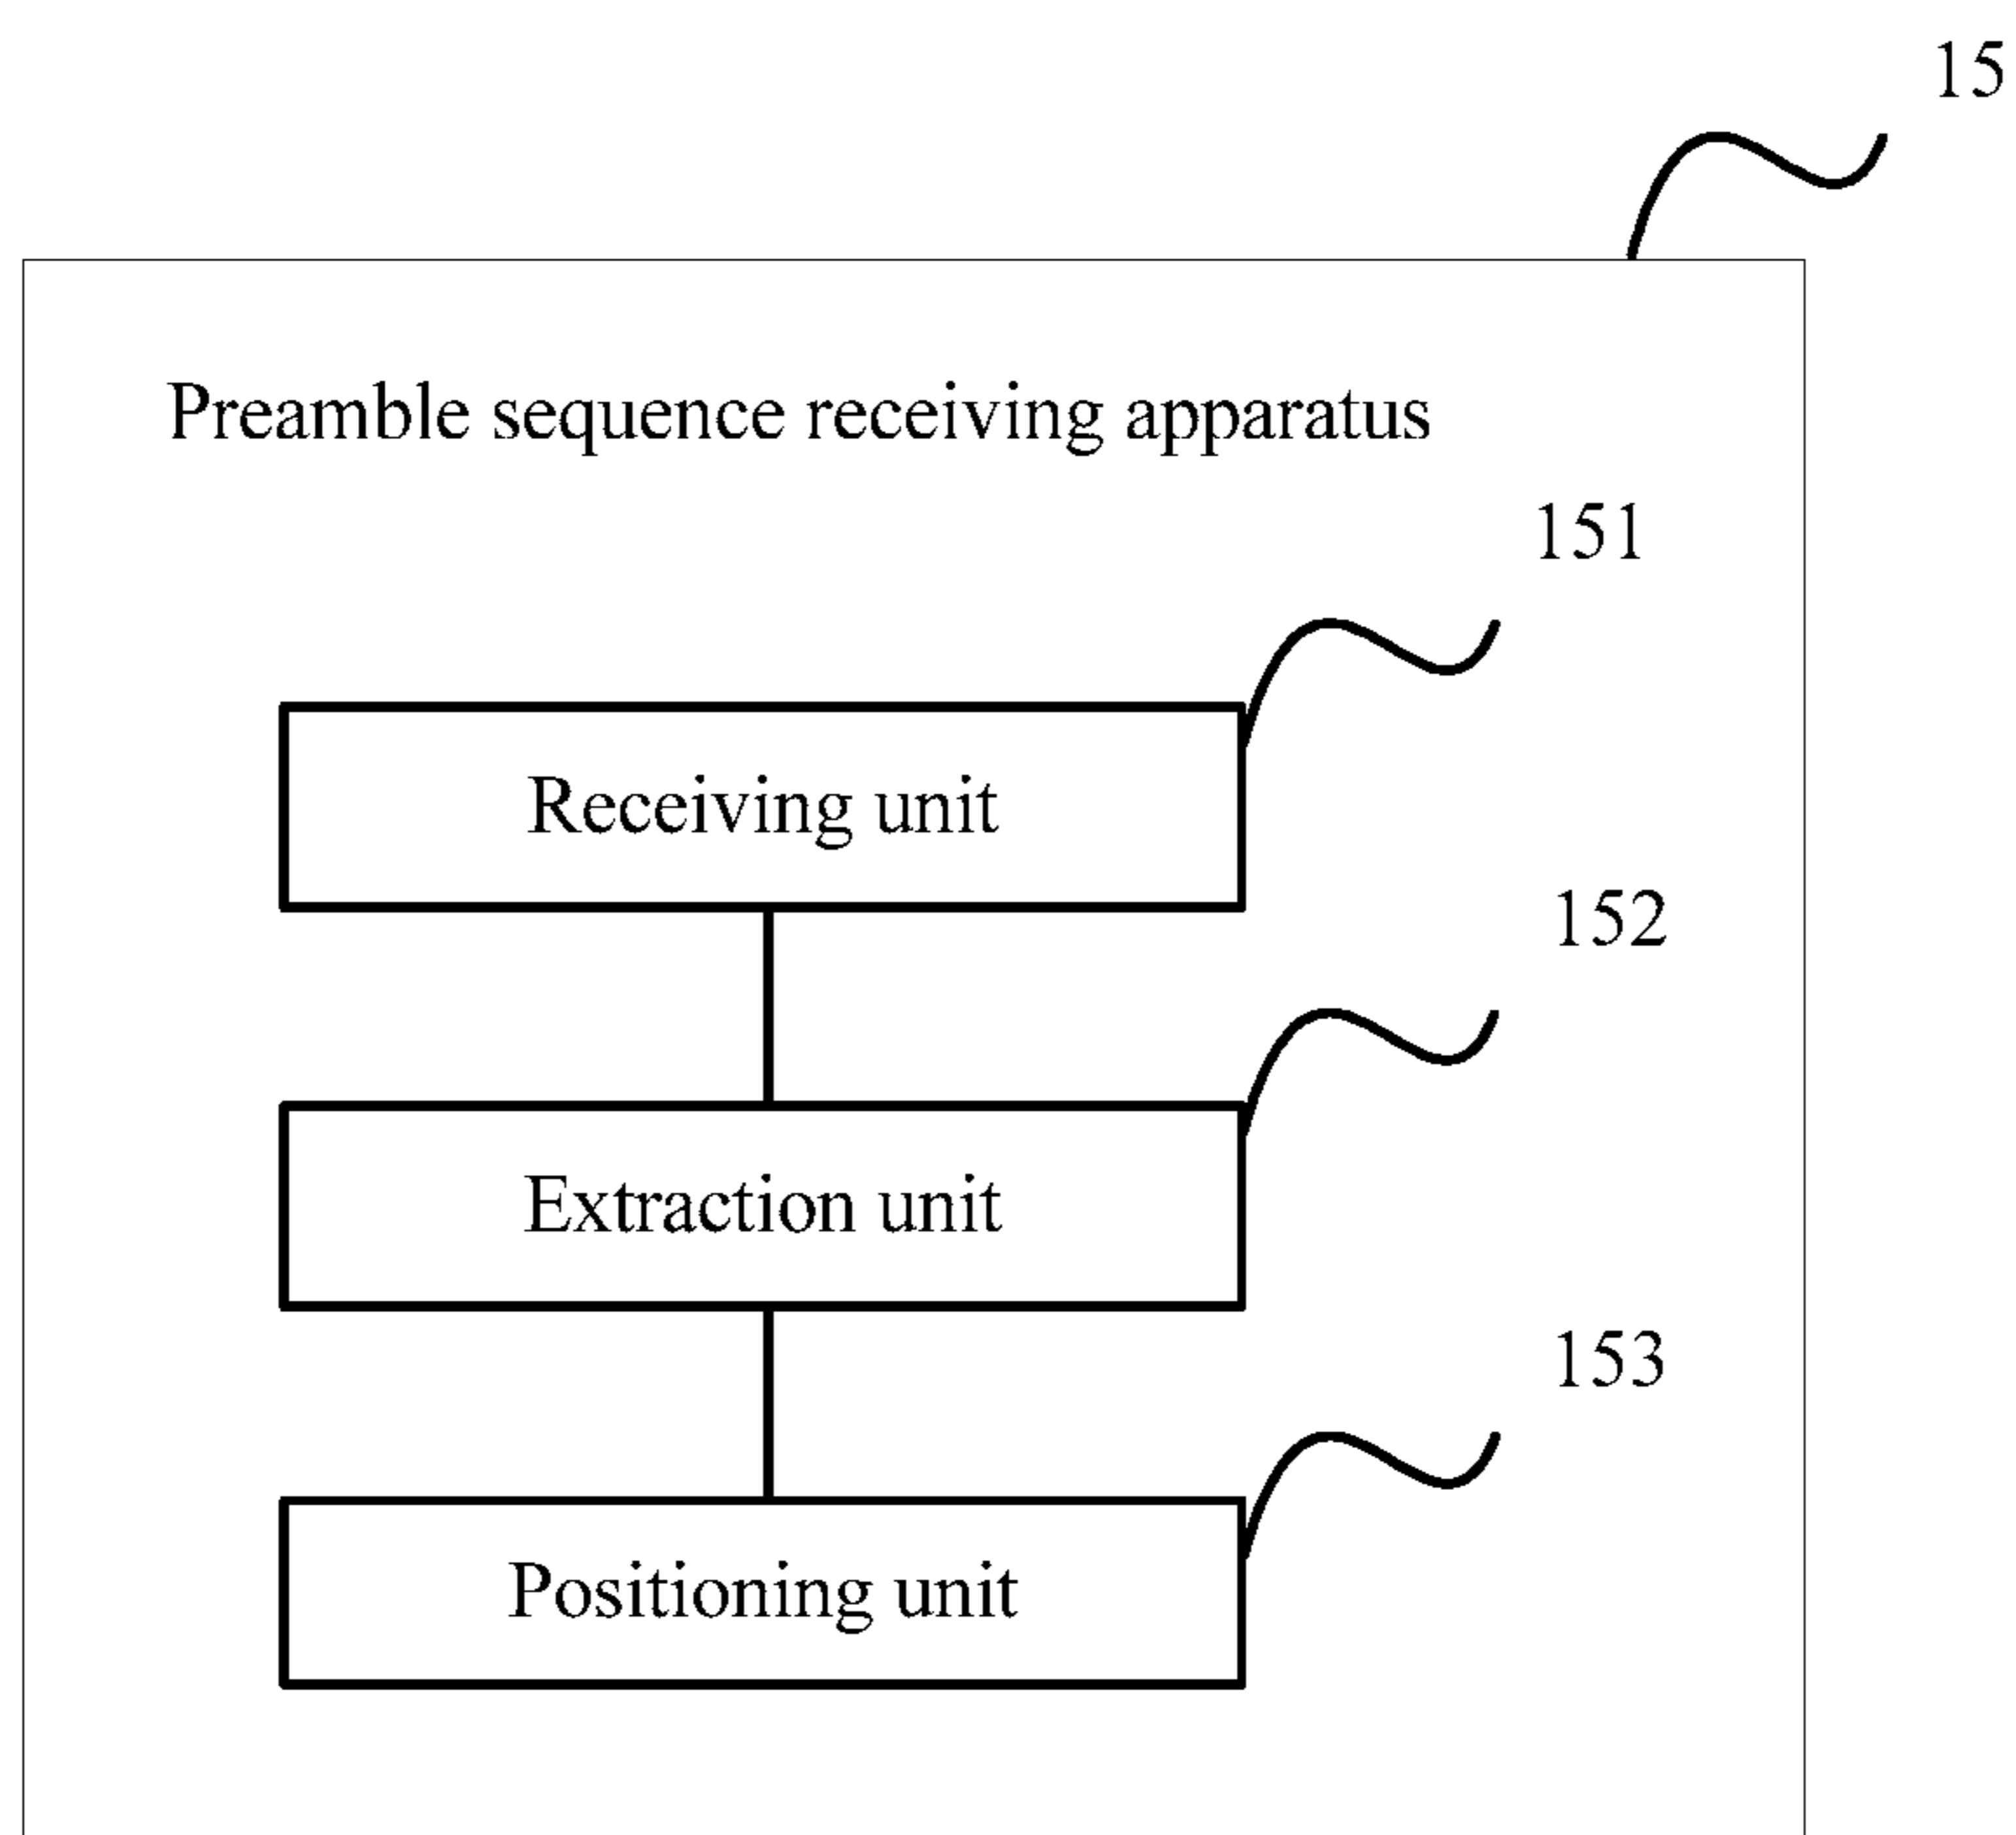 15
Preamble sequence receiving apparatus
151
Receiving unit
152
Extraction unit
153
Positioning unit